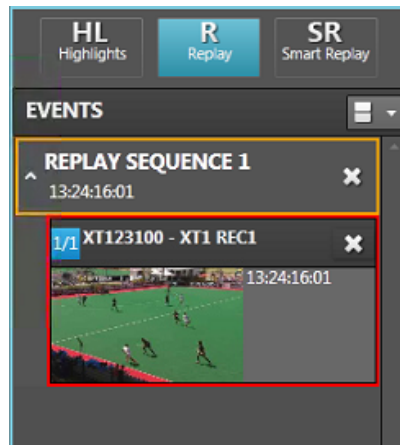 HL
Highlights
R
Replay
SR
Smart Replay
EVENTS
REPLAY SEQUENCE 1
13:24:16:01
1/1 XT123100 - XT1 REC1
13:24:16:01